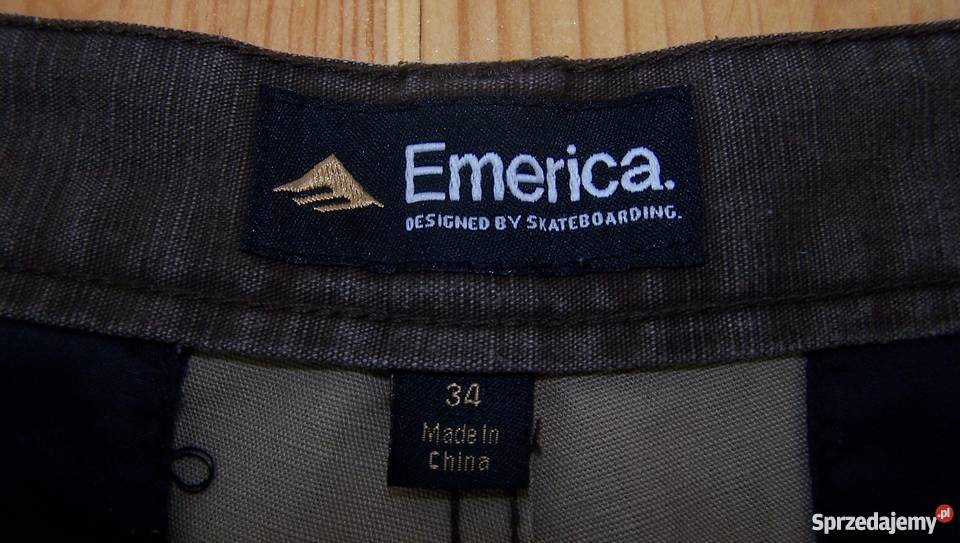 Emerica.
DESIGNED BY SKATEBOARDING.
34
Made In
China
Sprzedajemy.pl